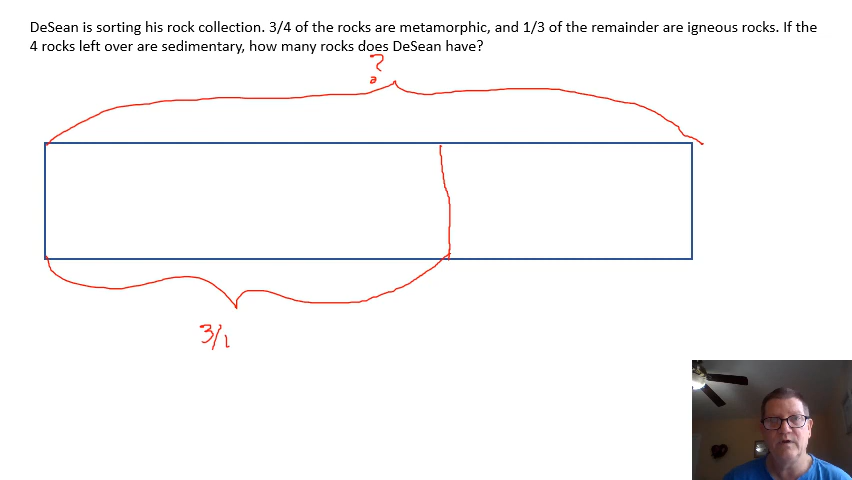 DeSean is sorting his rock collection. 3/4 of the rocks are metamorphic, and 1/3 of the remainder are igneous rocks. If the
4 rocks left over are sedimentary, how many rocks does DeSean have?
?
3/